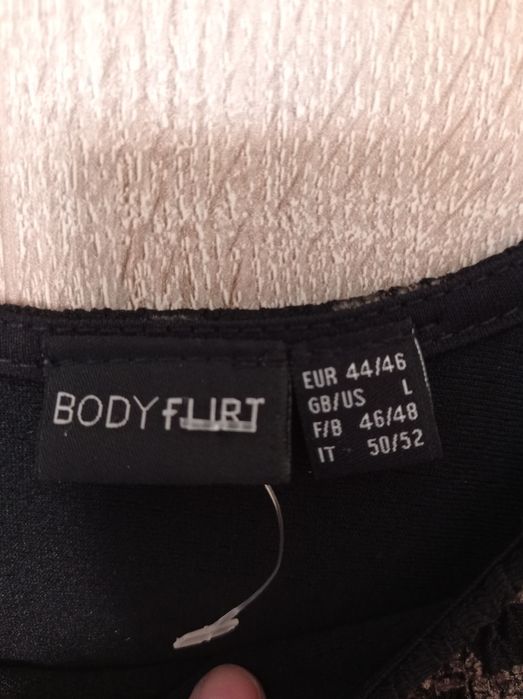 BODYFLIRT
EUR 44/46
GB/US L
F/B 46/48
IT 50/52